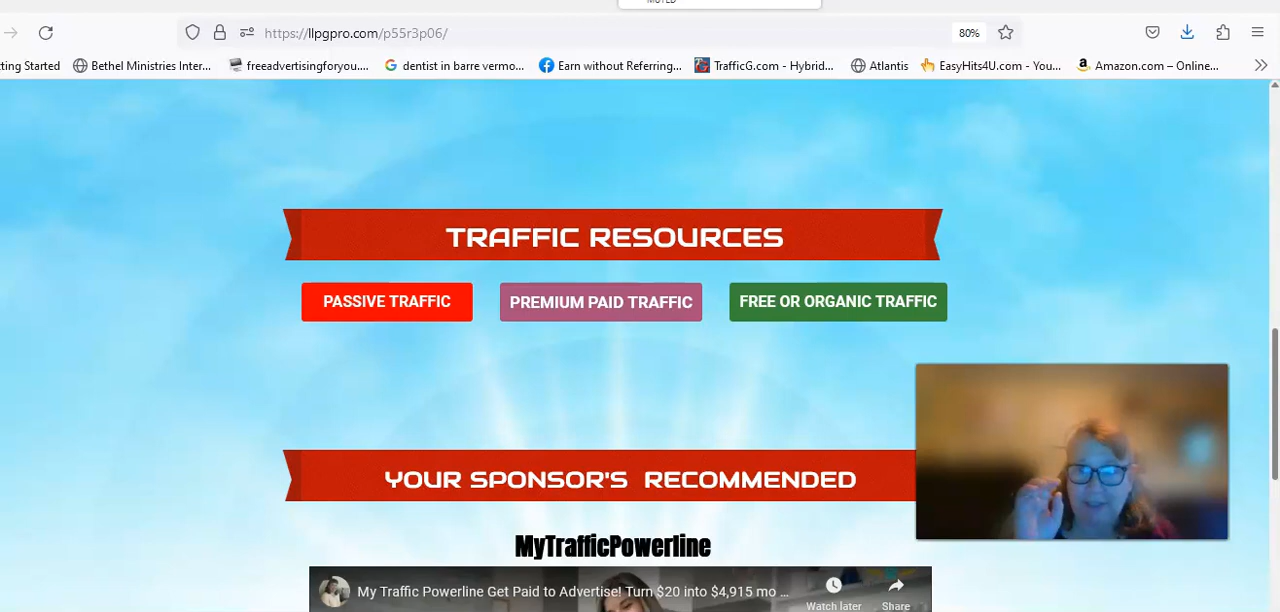 https://llpgpro.com/p55r3p06/
80%
ting Started
Bethel Ministries Inter...
freeadvertisingforyou....
dentist in barre vermo...
Earn without Referring...
TrafficG.com - Hybrid...
Atlantis
EasyHits4U.com - You...
Amazon.com – Online...
TRAFFIC RESOURCES
PASSIVE TRAFFIC
PREMIUM PAID TRAFFIC
FREE OR ORGANIC TRAFFIC
YOUR SPONSOR'S RECOMMENDED
MyTrafficPowerline
My Traffic Powerline Get Paid to Advertise! Turn $20 into $4,915 mo ...
Watch later
Share